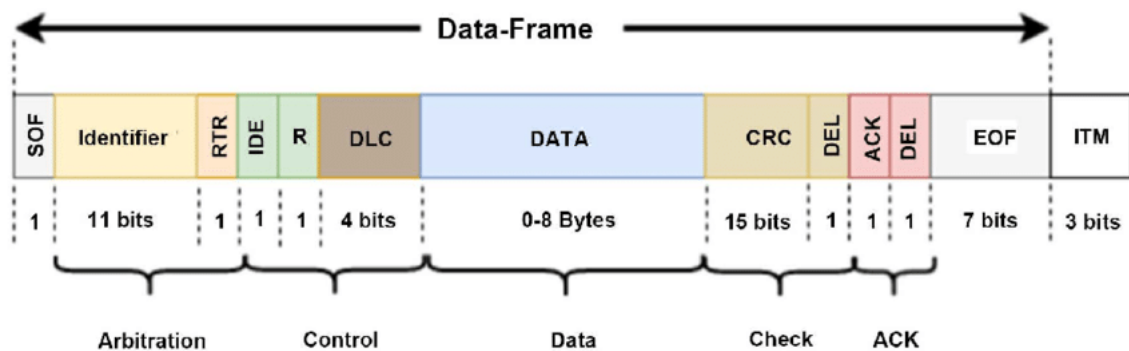 Data-Frame
SOF Identifier RTR IDE R DLC DATA CRC DEL ACK DEL EOF ITM
1 11 bits 1 1 1 4 bits 0-8 Bytes 15 bits 1 1 1 7 bits 3 bits
Arbitration Control Data Check ACK